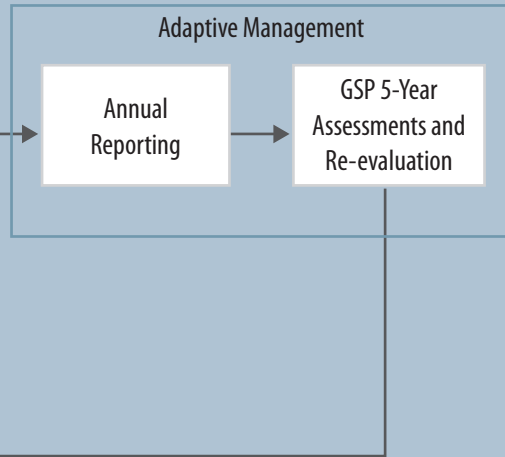 Adaptive Management
Annual
Reporting
GSP 5-Year
Assessments and
Re-evaluation